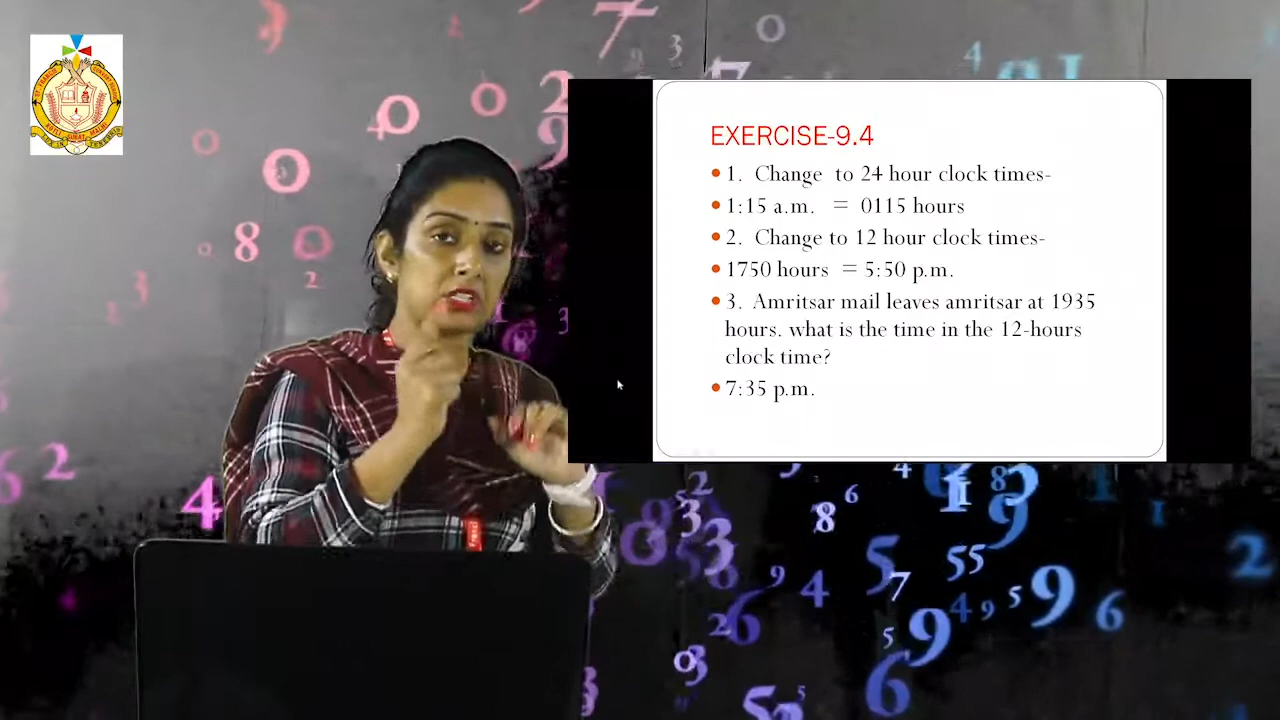 EXERCISE-9.4
• 1. Change to 24 hour clock times-
• 1:15 a.m. = 0115 hours
• 2. Change to 12 hour clock times-
• 1750 hours = 5:50 p.m.
• 3. Amritsar mail leaves amritsar at 1935
hours. what is the time in the 12-hours
clock time?
• 7:35 p.m.